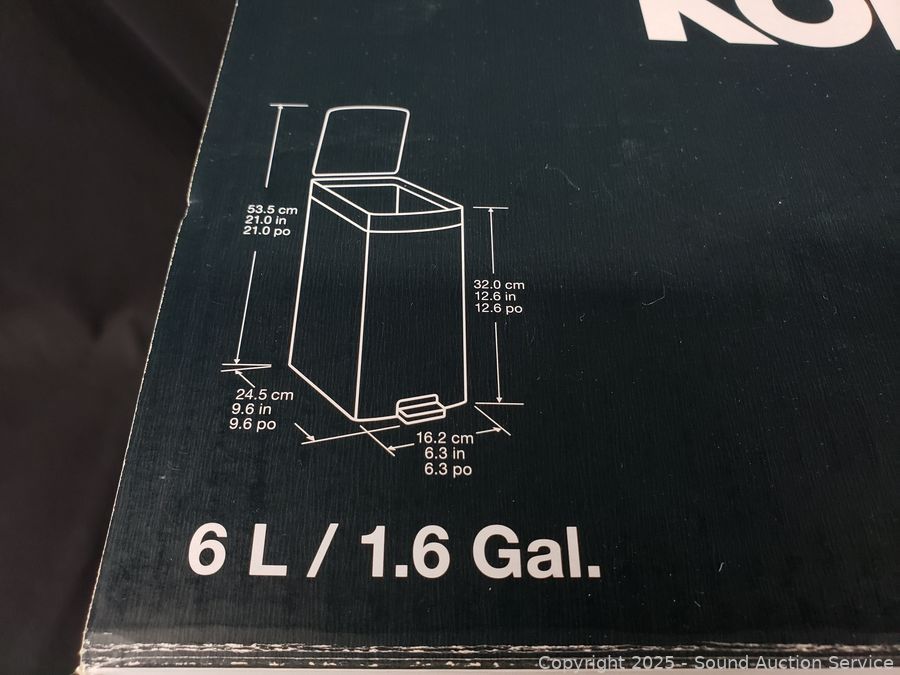 53.5 cm
21.0 in
21.0 po
32.0 cm
12.6 in
12.6 po
24.5 cm
9.6 in
9.6 po
16.2 cm
6.3 in
6.3 po
6 L / 1.6 Gal.
Copyright 2025 - Sound Auction Service